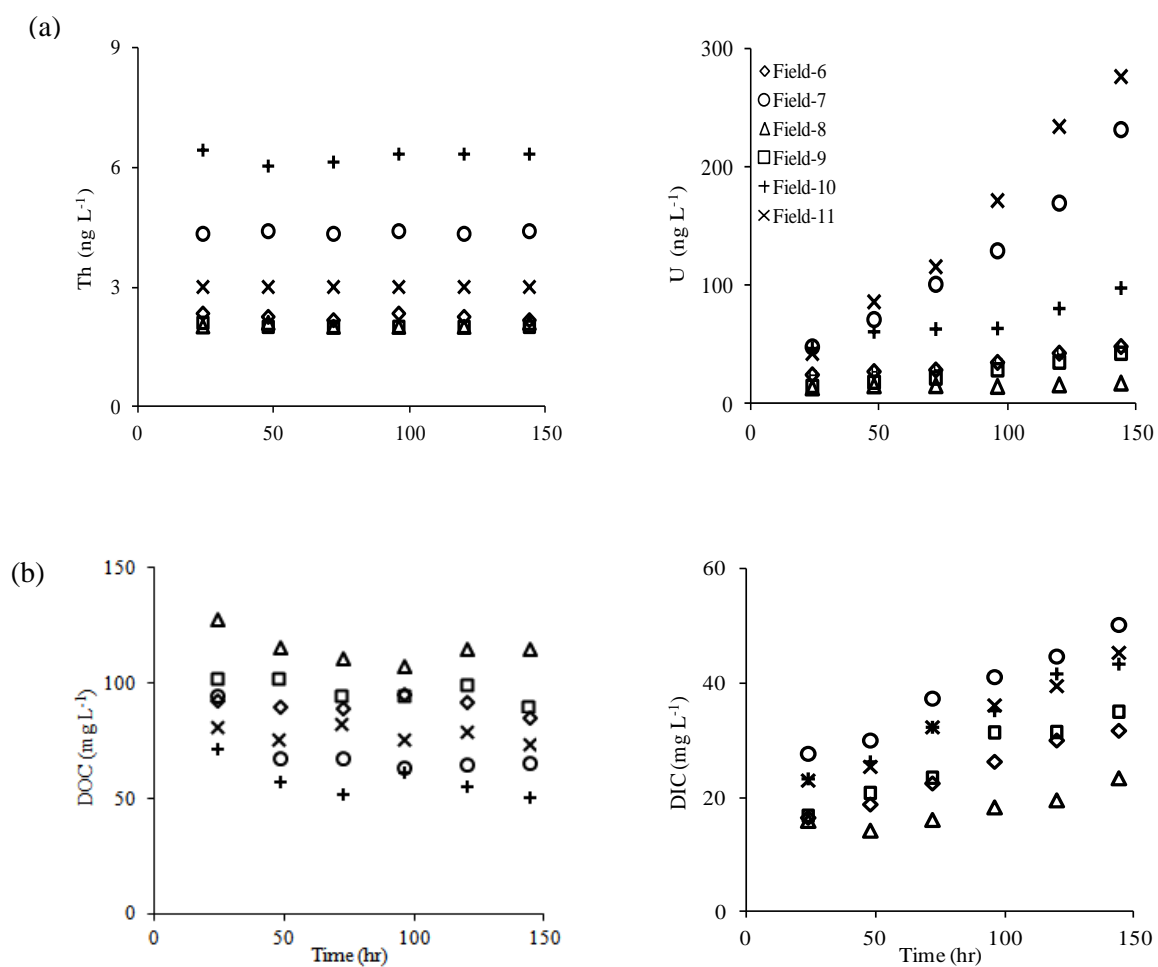 (a)
9
6
3
0
Th (ng L-1)
0 50 100 150
300
200
100
0
U (ng L-1)
Field-6
Field-7
Field-8
Field-9
Field-10
Field-11
0 50 100 150
(b)
150
100
50
0
DOC (mg L-1)
0 50 100 150
Time (hr)
60
40
20
0
DIC (mg L-1)
0 50 100 150
Time (hr)